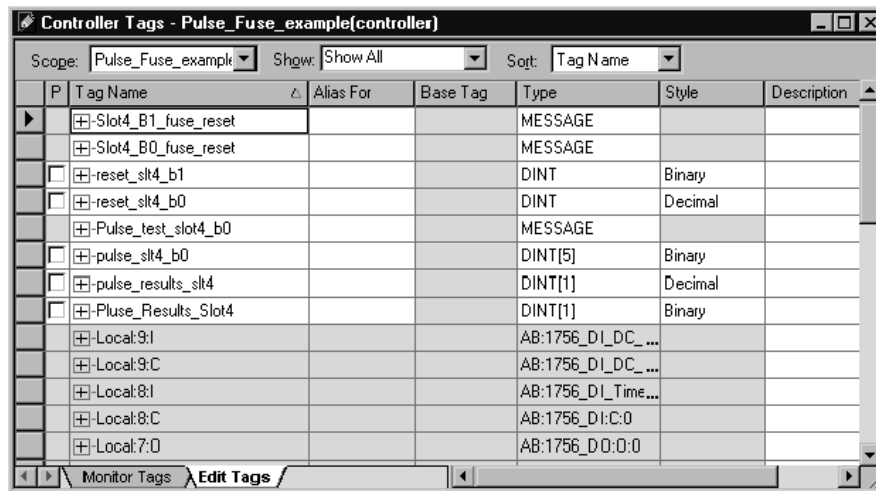 Controller Tags - Pulse_Fuse_example(controller)
Scope: Pulse_Fuse_example Show: Show All Sort: Tag Name
P Tag Name Alias For Base Tag Type Style Description
Slot4_B1_fuse_reset MESSAGE
Slot4_B0_fuse_reset MESSAGE
reset_slt4_b1 DINT Binary
reset_slt4_b0 DINT Decimal
Pulse_test_slot4_b0 MESSAGE
pulse_slt4_b0 DINT[5] Binary
pulse_results_slt4 DINT[1] Decimal
Pluse_Results_Slot4 DINT[1] Binary
Local:9:I AB:1756_DI_DC_ ...
Local:9:C AB:1756_DI_DC_ ...
Local:8:I AB:1756_DI_Time...
Local:8:C AB:1756_DI:C:0
Local:7:O AB:1756_DO:O:0
Monitor Tags Edit Tags